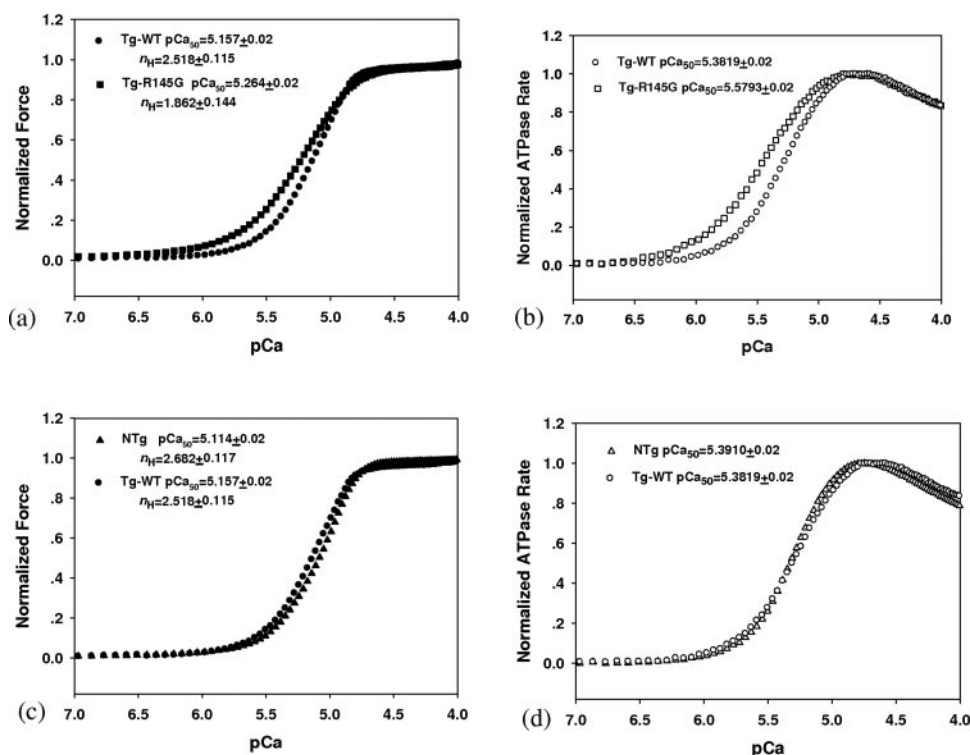 1.2
1.0
.8
.6
.4
.2
0.0
Normalized Force
Tg-WT pCa50=5.157±0.02
nH=2.518±0.115
Tg-R145G pCa50=5.264±0.02
nH=1.862±0.144
7.0 6.5 6.0 5.5 5.0 4.5 4.0
pCa
(a)
1.2
1.0
.8
.6
.4
.2
0.0
Normalized ATPase Rate
Tg-WT pCa50=5.3819±0.02
Tg-R145G pCa50=5.5793±0.02
7.0 6.5 6.0 5.5 5.0 4.5 4.0
pCa
(b)
1.2
1.0
.8
.6
.4
.2
0.0
Normalized Force
NTg pCa50=5.114±0.02
nH=2.682±0.117
Tg-WT pCa50=5.157±0.02
nH=2.518±0.115
7.0 6.5 6.0 5.5 5.0 4.5 4.0
pCa
(c)
1.2
1.0
.8
.6
.4
.2
0.0
Normalized ATPase Rate
NTg pCa50=5.3910±0.02
Tg-WT pCa50=5.3819±0.02
7.0 6.5 6.0 5.5 5.0 4.5 4.0
pCa
(d)